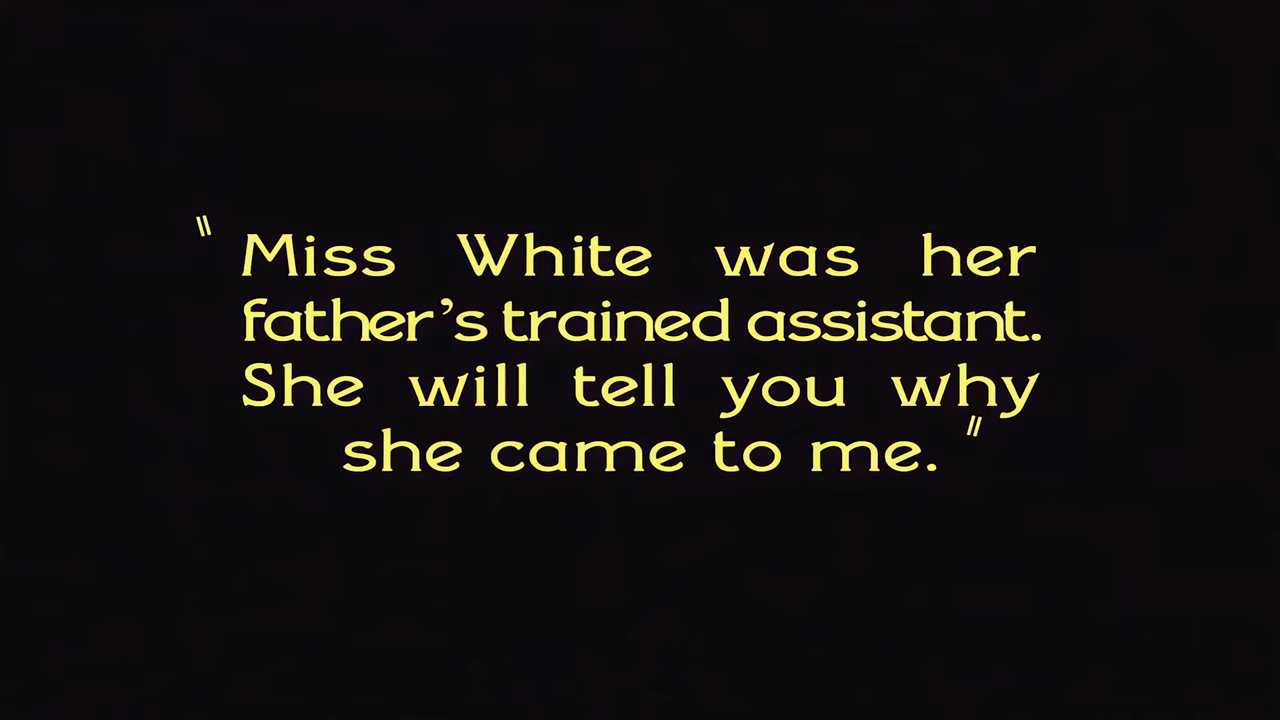 "Miss White was her
father’s trained assistant.
She will tell you why
she came to me."